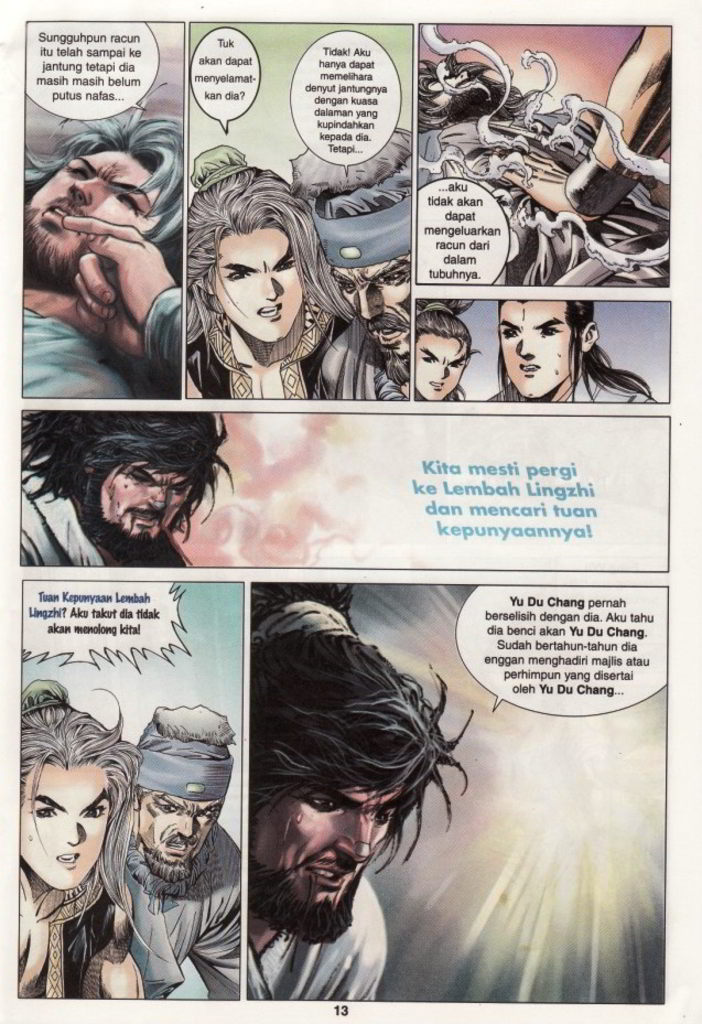 Sungguhpun racun
itu telah sampai ke
jantung tetapi dia
masih masih belum
putus nafas...
Tuk
akan dapat
menyelamat-
kan dia?
Tidak! Aku
hanya dapat
memelihara
denyut jantungnya
dengan kuasa
dalaman yang
kupindahkan
kepada dia.
Tetapi...
...aku
tidak akan
dapat
mengeluarkan
racun dari
dalam
tubuhnya.
Kita mesti pergi
ke Lembah Lingzhi
dan mencari tuan
kepunyaannya!
Tuan Kepunyaan Lembah
Lingzhi? Aku takut dia tidak
akan menolong kita!
Yu Du Chang pernah
berselisih dengan dia. Aku tahu
dia benci akan Yu Du Chang.
Sudah bertahun-tahun dia
enggan menghadiri majlis atau
perhimpun yang disertai
oleh Yu Du Chang...
13